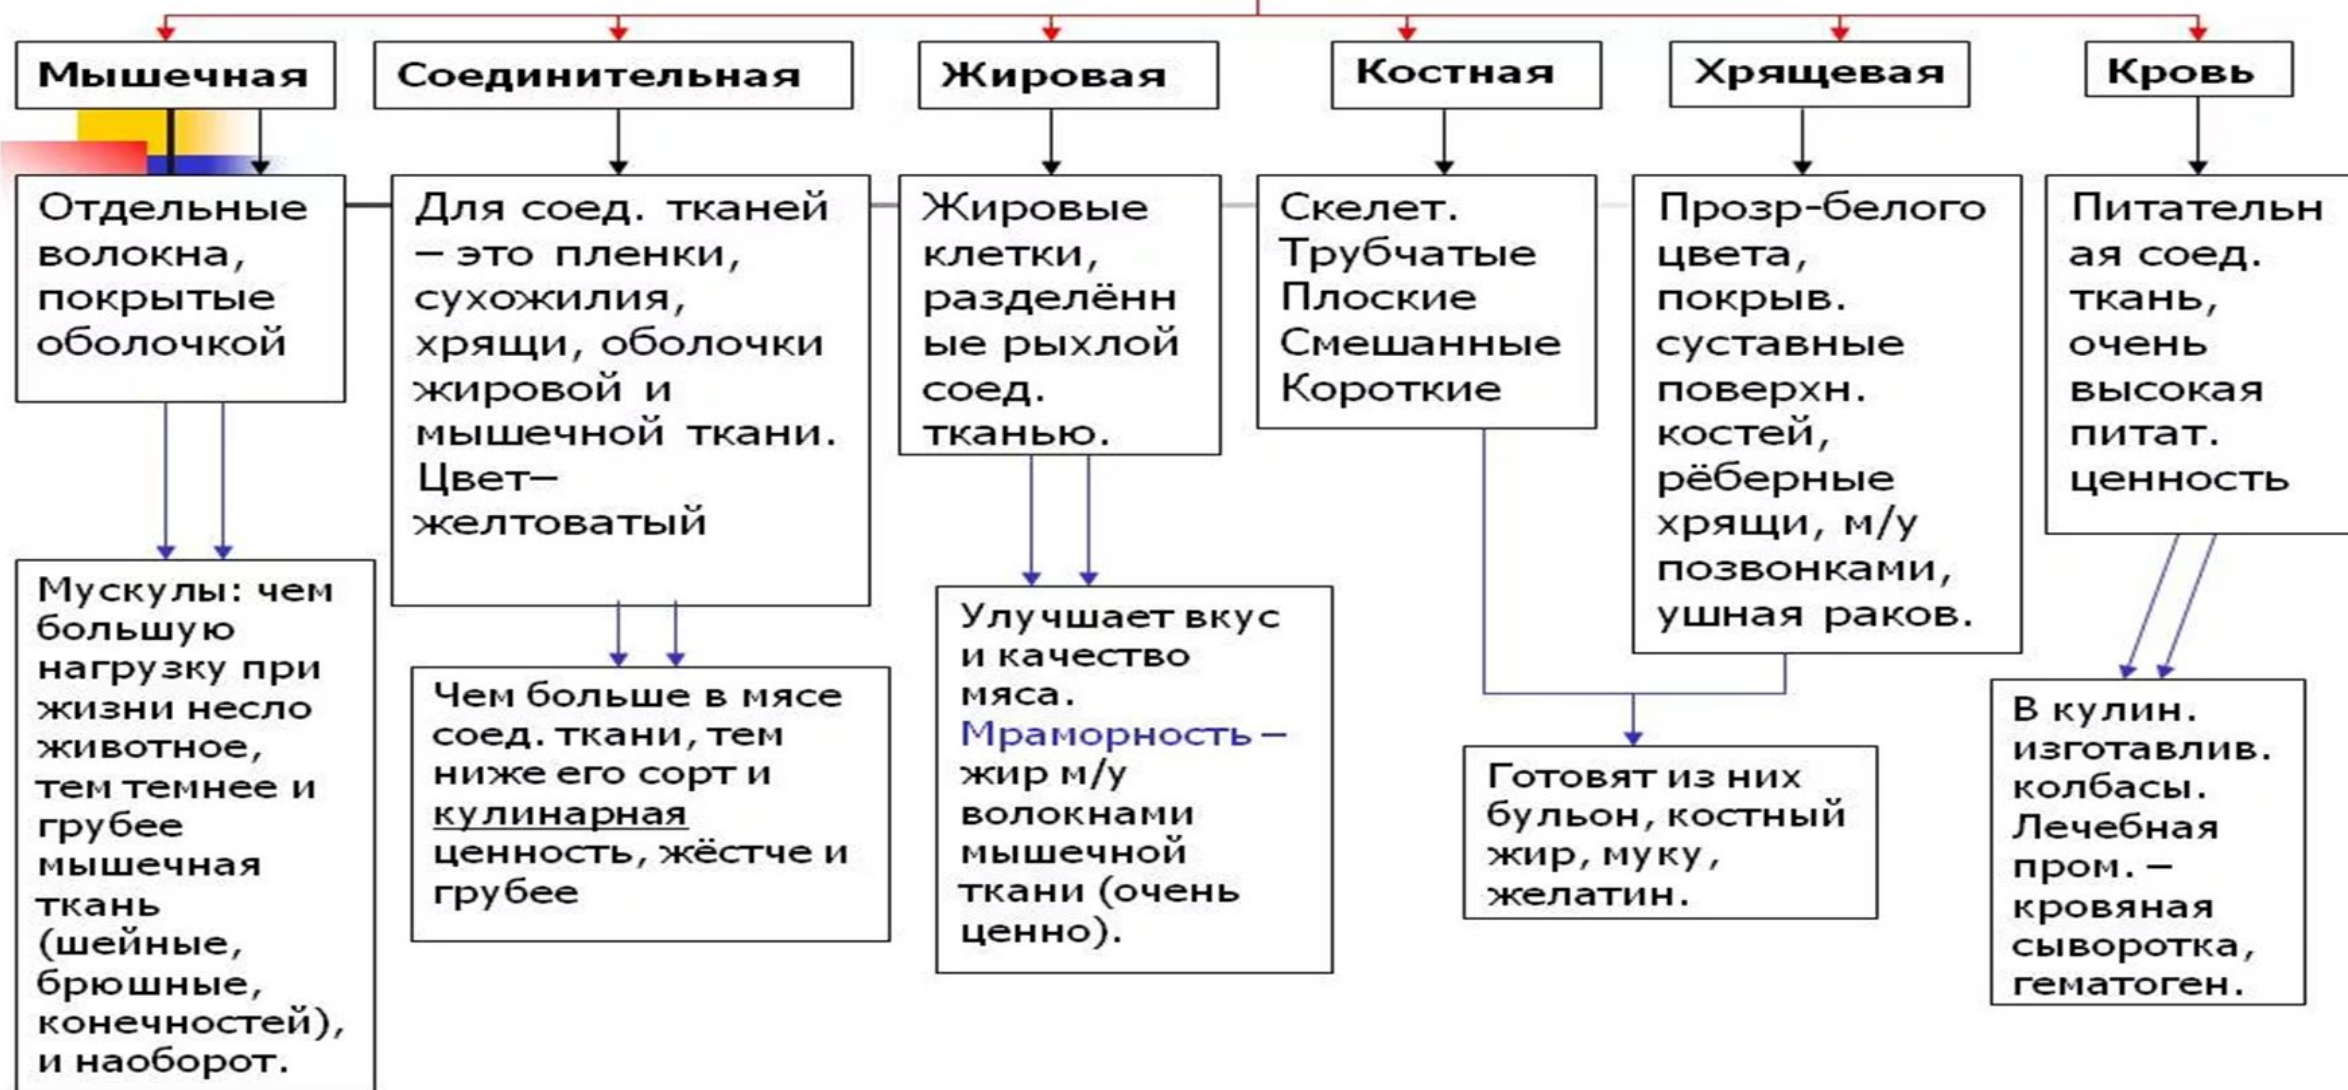 Мышечная
Соединительная
Жировая
Костная
Хрящевая
Кровь
Отдельные
волокна,
покрытые
оболочкой
Для соед. тканей
– это пленки,
сухожилия,
хрящи, оболочки
жировой и
мышечной ткани.
Цвет–
желтоватый
Жировые
клетки,
разделённ
ые рыхлой
соед.
тканью.
Скелет.
Трубчатые
Плоские
Смешанные
Короткие
Прозр-белого
цвета,
покрыв.
суставные
поверхн.
костей,
рёберные
хрящи, м/у
позвонками,
ушная раков.
Питательн
ая соед.
ткань,
очень
высокая
питат.
ценность
Мускулы: чем
большую
нагрузку при
жизни несло
животное,
тем темнее и
грубее
мышечная
ткань
(шейные,
брюшные,
конечностей),
и наоборот.
Чем больше в мясе
соед. ткани, тем
ниже его сорт и
кулинарная
ценность, жёстче и
грубее
Улучшает вкус
и качество
мяса.
Мраморность –
жир м/у
волокнами
мышечной
ткани (очень
ценно).
Готовят из них
бульон, костный
жир, муку,
желатин.
В кулин.
изготавлив.
колбасы.
Лечебная
пром. –
кровяная
сыворотка,
гематоген.